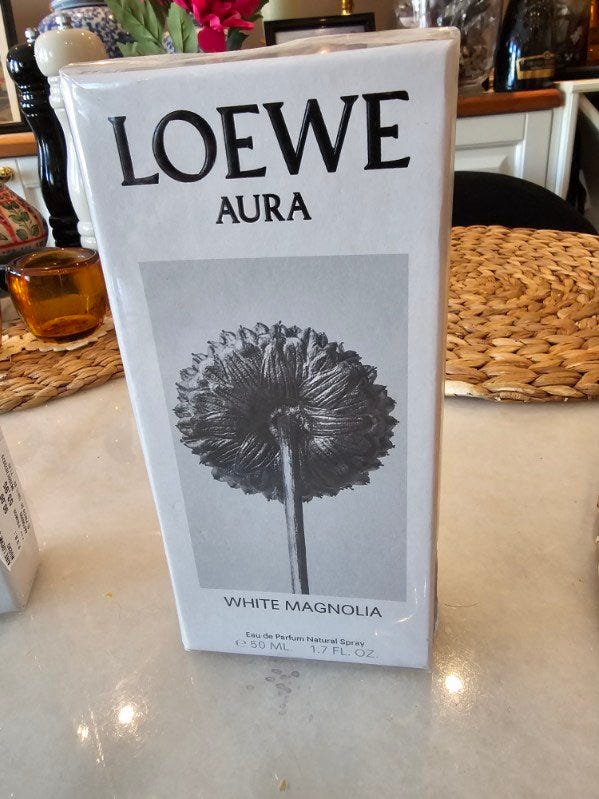 LOEWE
AURA
WHITE MAGNOLIA
Eau de Parfum Natural Spray
℮ 50 ML. 1.7 FL. OZ.